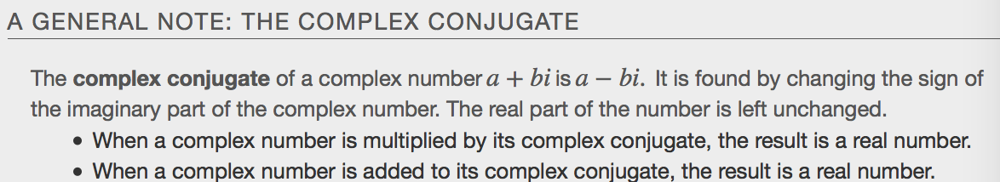 A GENERAL NOTE: THE COMPLEX CONJUGATE
The complex conjugate of a complex number a + bi is a − bi. It is found by changing the sign of
the imaginary part of the complex number. The real part of the number is left unchanged.
• When a complex number is multiplied by its complex conjugate, the result is a real number.
• When a complex number is added to its complex conjugate, the result is a real number.